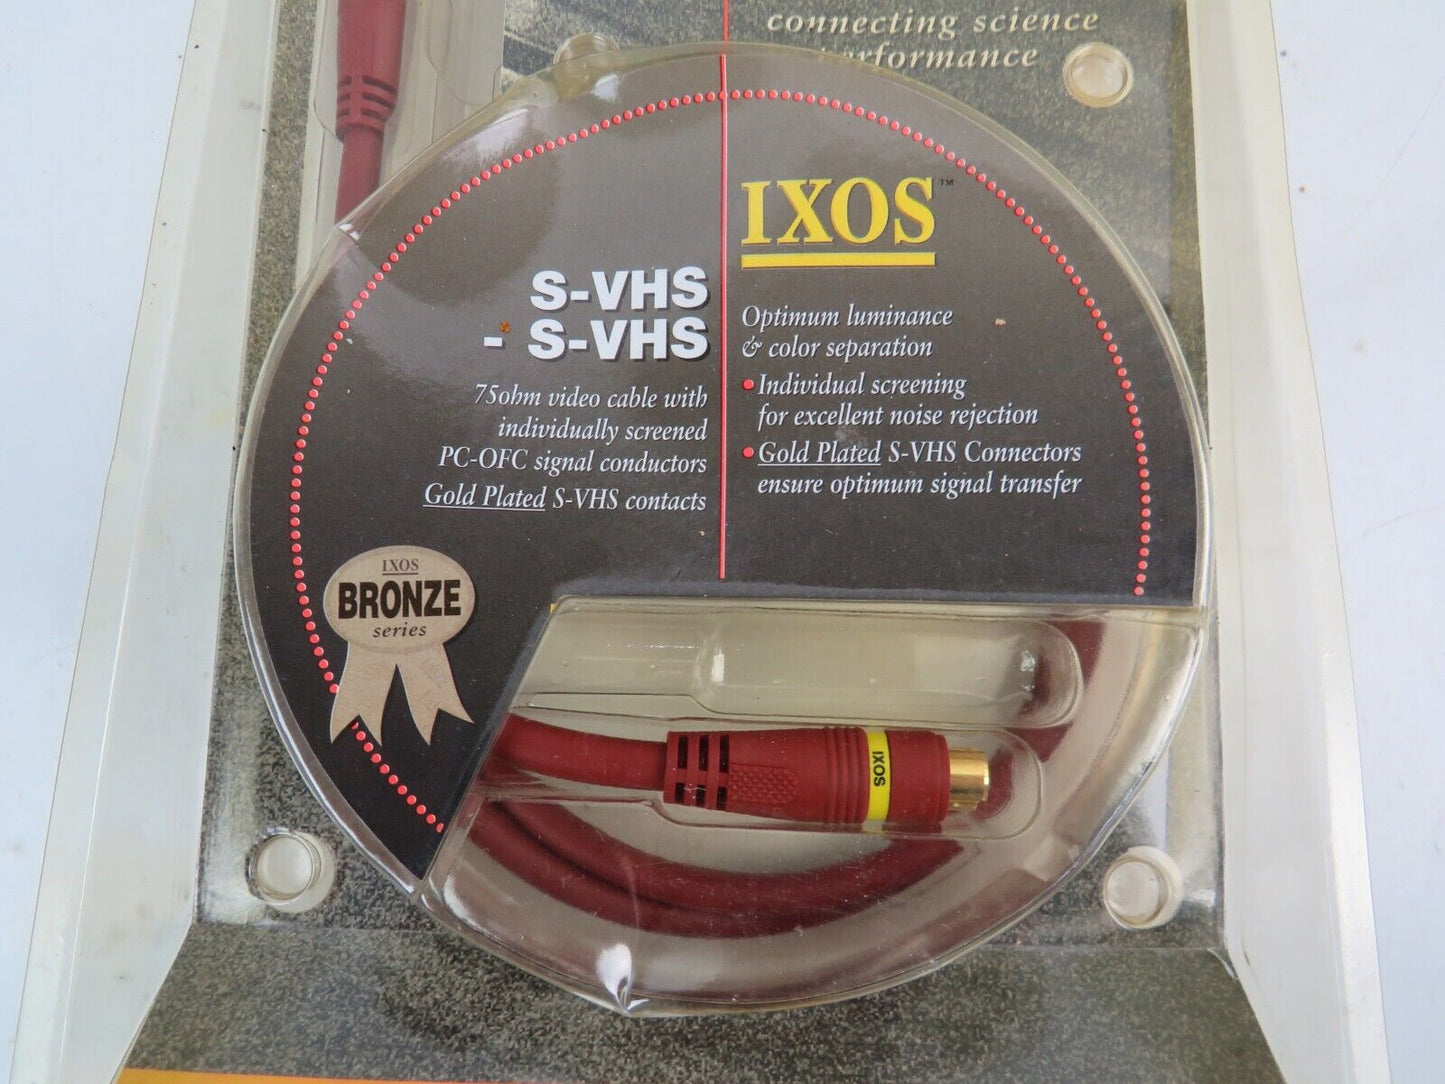 connecting science
performance
IXOS™
S-VHS
- S-VHS
75ohm video cable with
individually screened
PC-OFC signal conductors
Gold Plated S-VHS contacts
Optimum luminance
& color separation
• Individual screening
for excellent noise rejection
• Gold Plated S-VHS Connectors
ensure optimum signal transfer
IXOS
BRONZE
series
IXOS